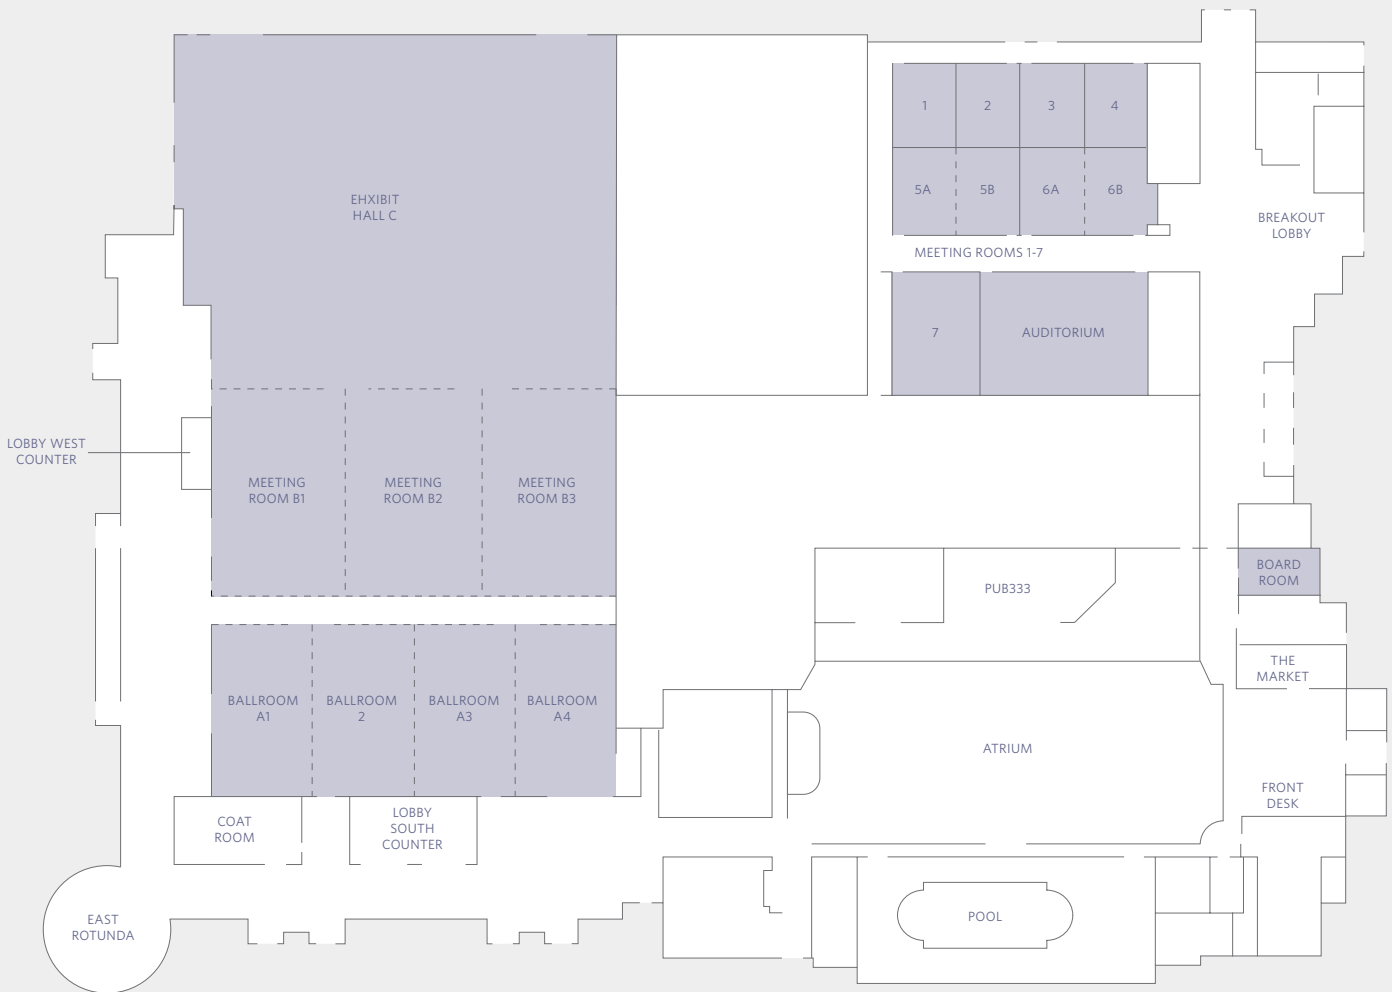 1
2
3
4
5A
5B
6A
6B
EHXIBIT
HALL C
BREAKOUT
LOBBY
MEETING ROOMS 1-7
7
AUDITORIUM
LOBBY WEST
COUNTER
MEETING
ROOM B1
MEETING
ROOM B2
MEETING
ROOM B3
BOARD
ROOM
PUB333
THE
MARKET
BALLROOM
A1
BALLROOM
2
BALLROOM
A3
BALLROOM
A4
ATRIUM
FRONT
DESK
COAT
ROOM
LOBBY
SOUTH
COUNTER
EAST
ROTUNDA
POOL